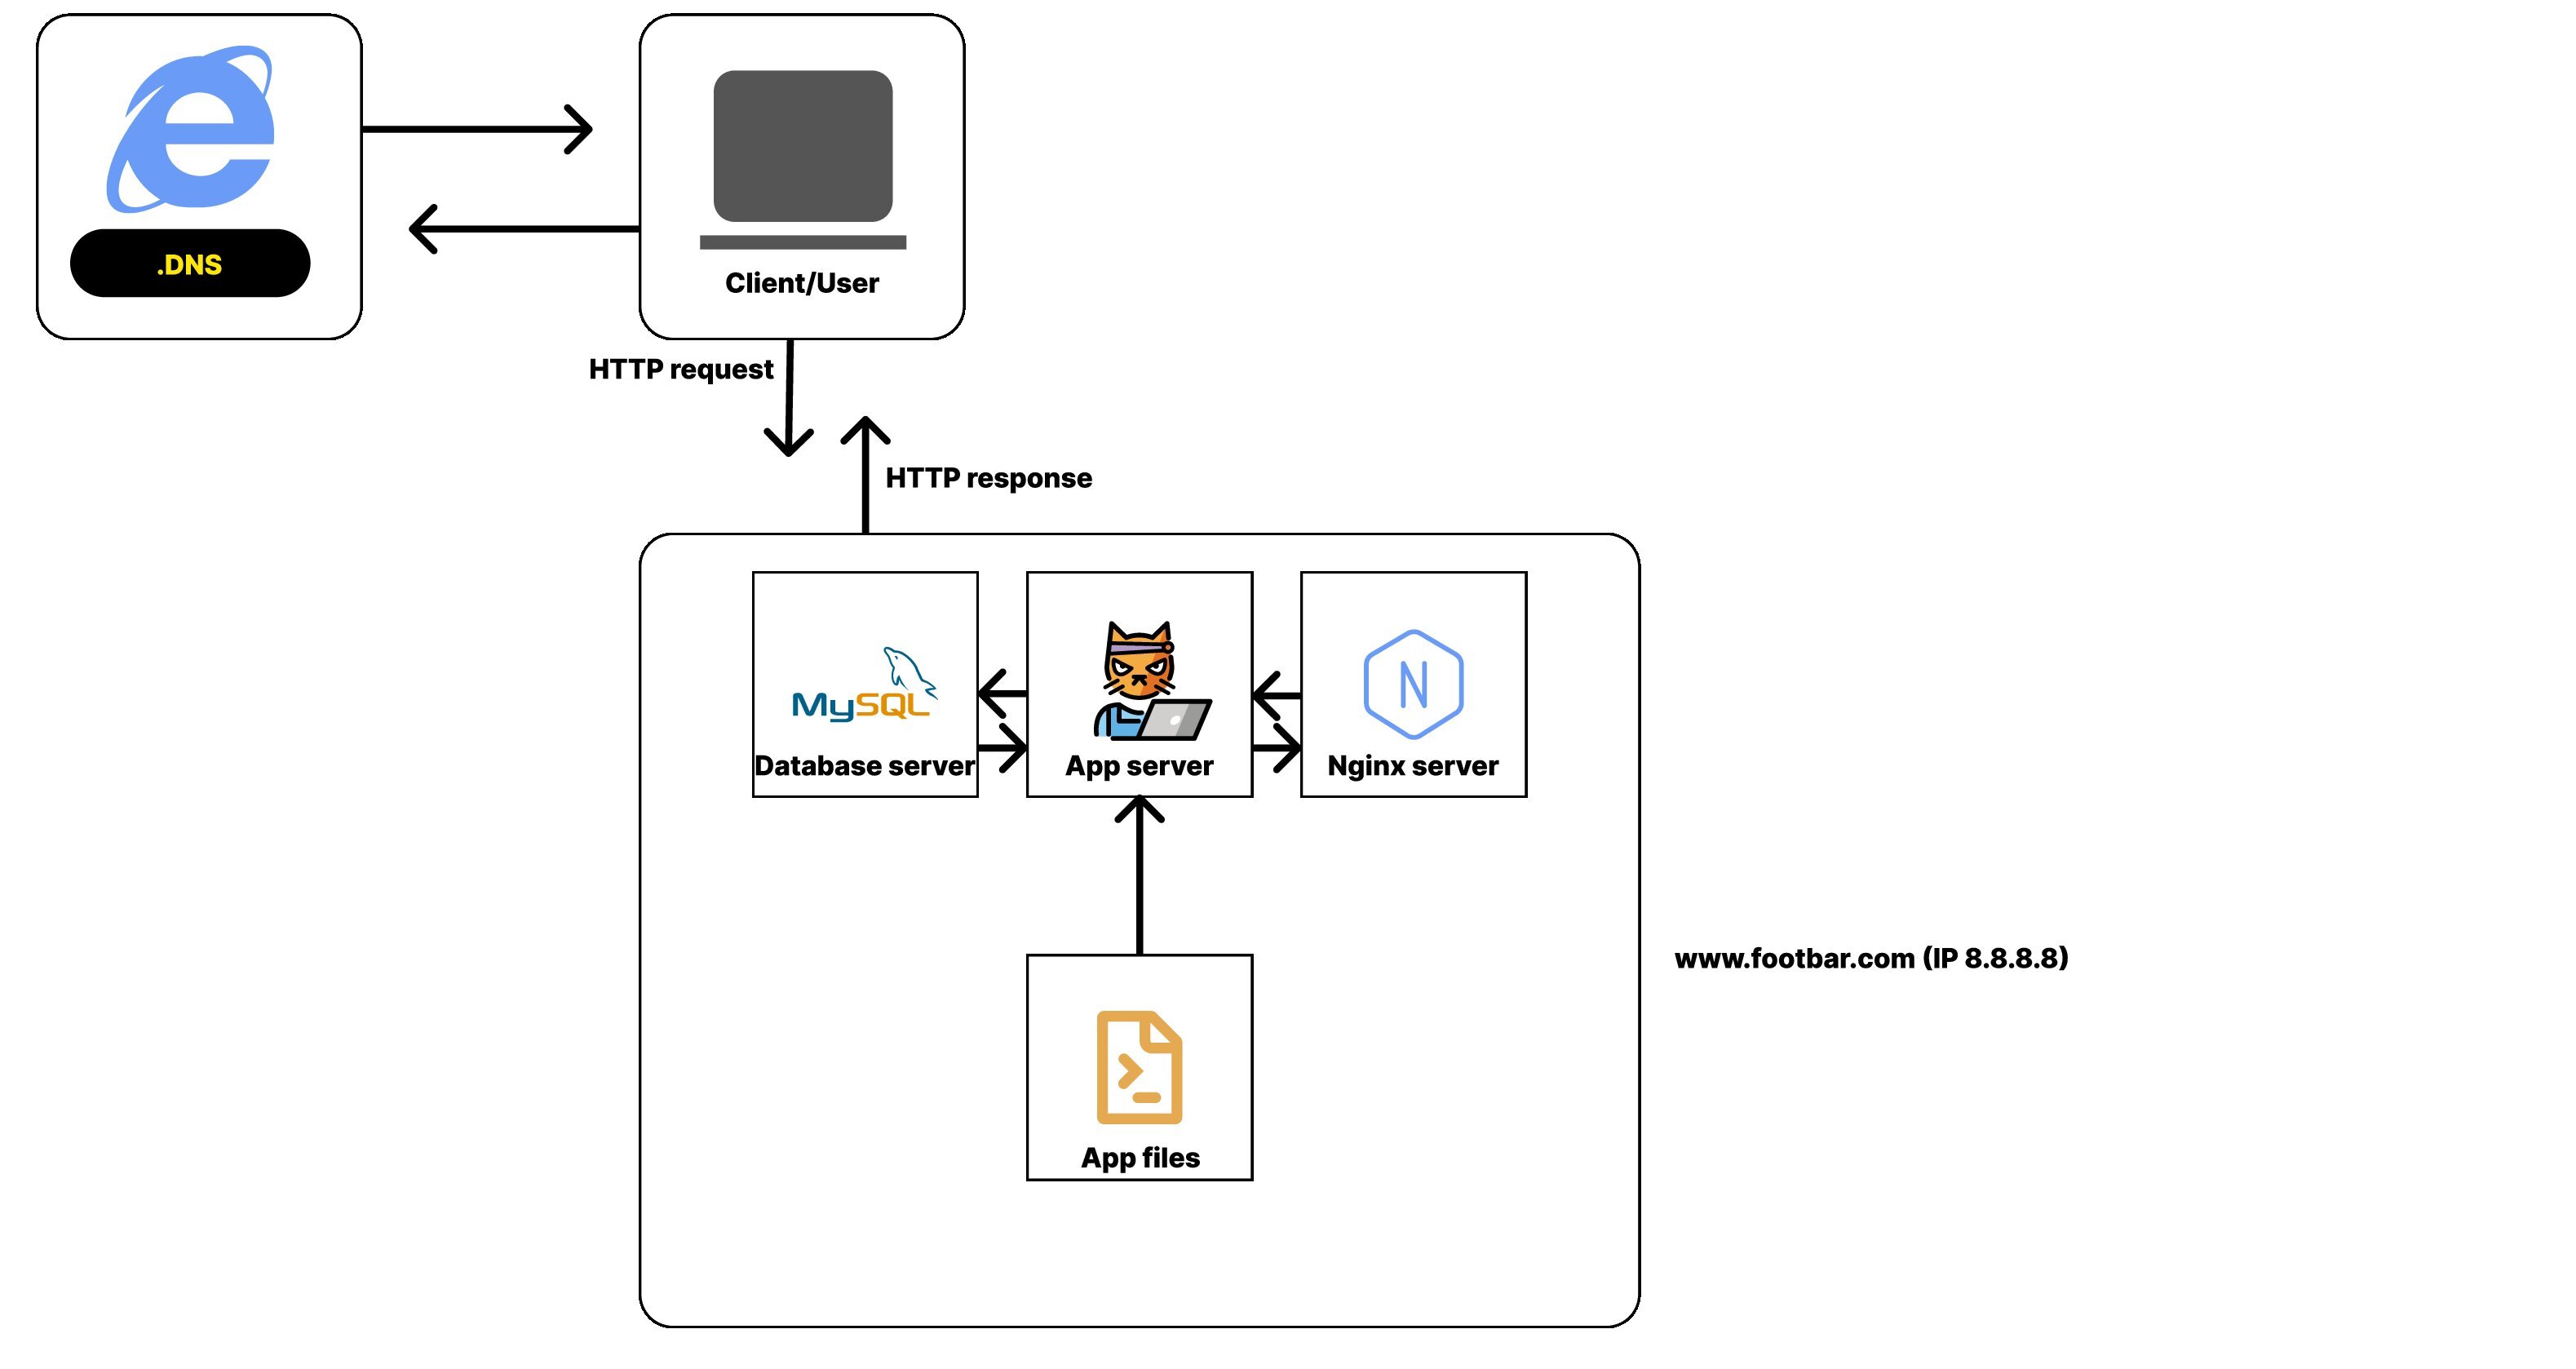 .DNS
Client/User
HTTP request
HTTP response
MySQL
Database server
App server
N
Nginx server
App files
www.footbar.com (IP 8.8.8.8)